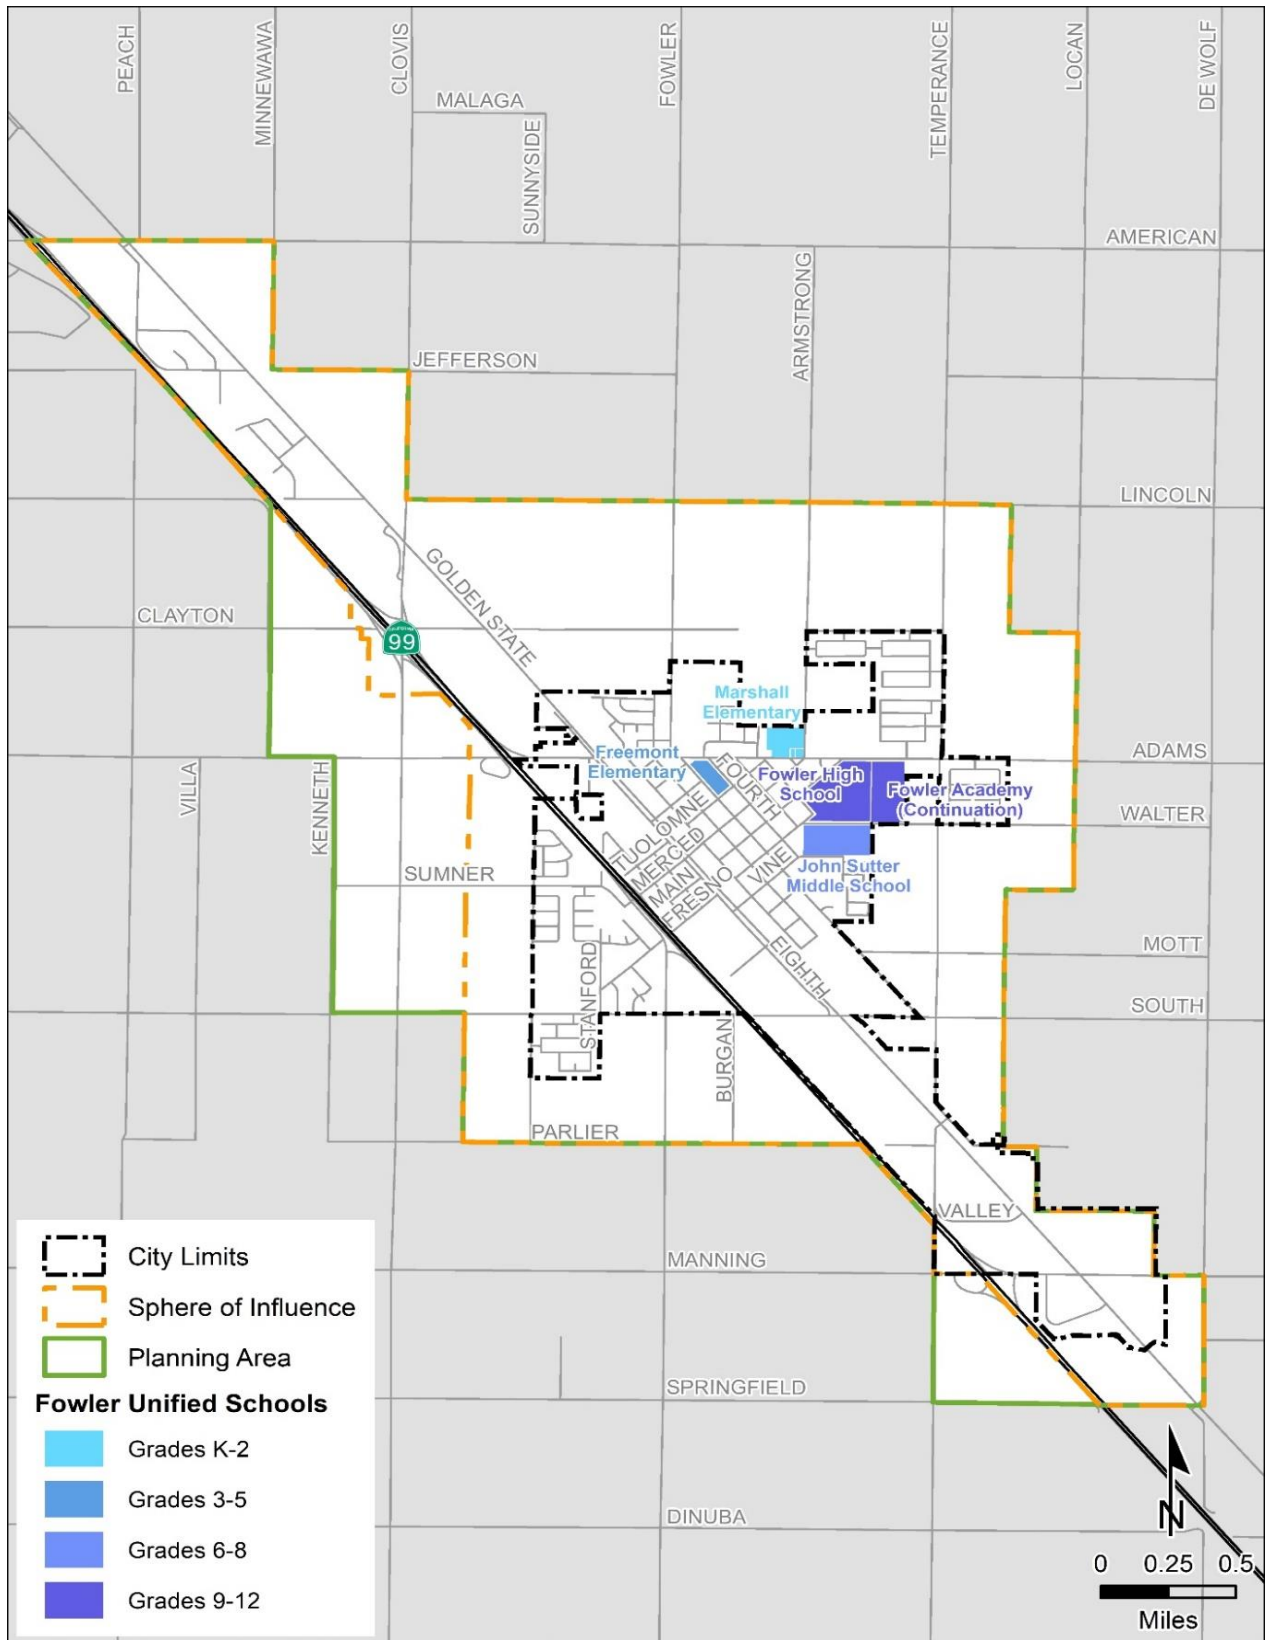 PEACH
MINNEWAWA
CLOVIS
FOWLER
TEMPERANCE
LOCAN
DE WOLF
MALAGA
SUNNYSIDE
AMERICAN
ARMSTRONG
JEFFERSON
LINCOLN
GOLDEN STATE
CLAYTON
99
Marshall
Elementary
Freemont
Elementary
FOURTH
Fowler High
School
Fowler Academy
(Continuation)
ADAMS
VILLA
KENNETH
WALTER
TUOLOMNE
MERCED
MAIN
FRESNO
VINE
SUMNER
John Sutter
Middle School
STANFORD
EIGHTH
MOTT
SOUTH
BURGAN
PARLIER
VALLEY
MANNING
SPRINGFIELD
DINUBA
City Limits
Sphere of Influence
Planning Area
Fowler Unified Schools
Grades K-2
Grades 3-5
Grades 6-8
Grades 9-12
N
0 0.25 0.5
Miles